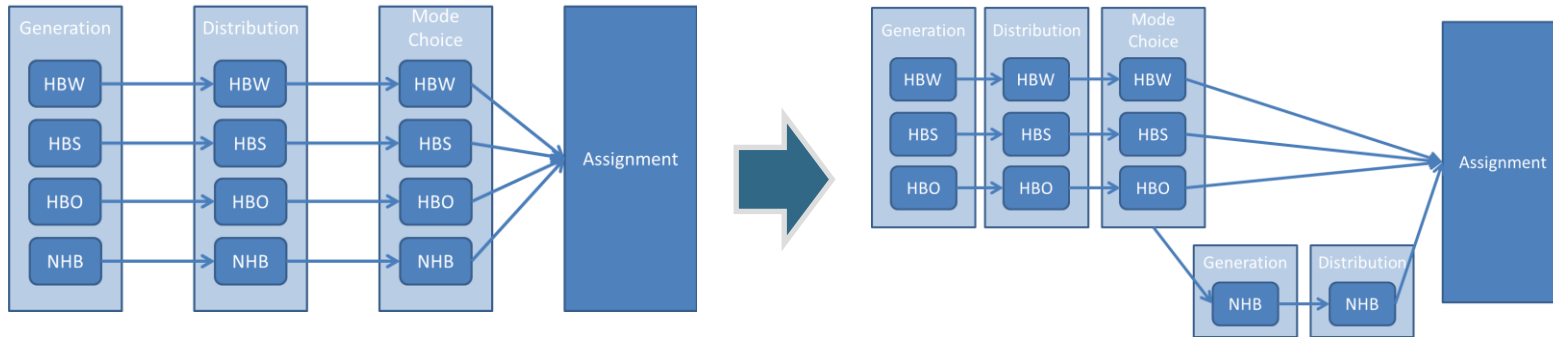 Generation
Distribution
Mode
Choice
HBW
HBW
HBW
HBS
HBS
HBS
HBO
HBO
HBO
NHB
NHB
NHB
Assignment
Generation
Distribution
Mode
Choice
HBW
HBW
HBW
HBS
HBS
HBS
HBO
HBO
HBO
Generation
Distribution
NHB
NHB
Assignment